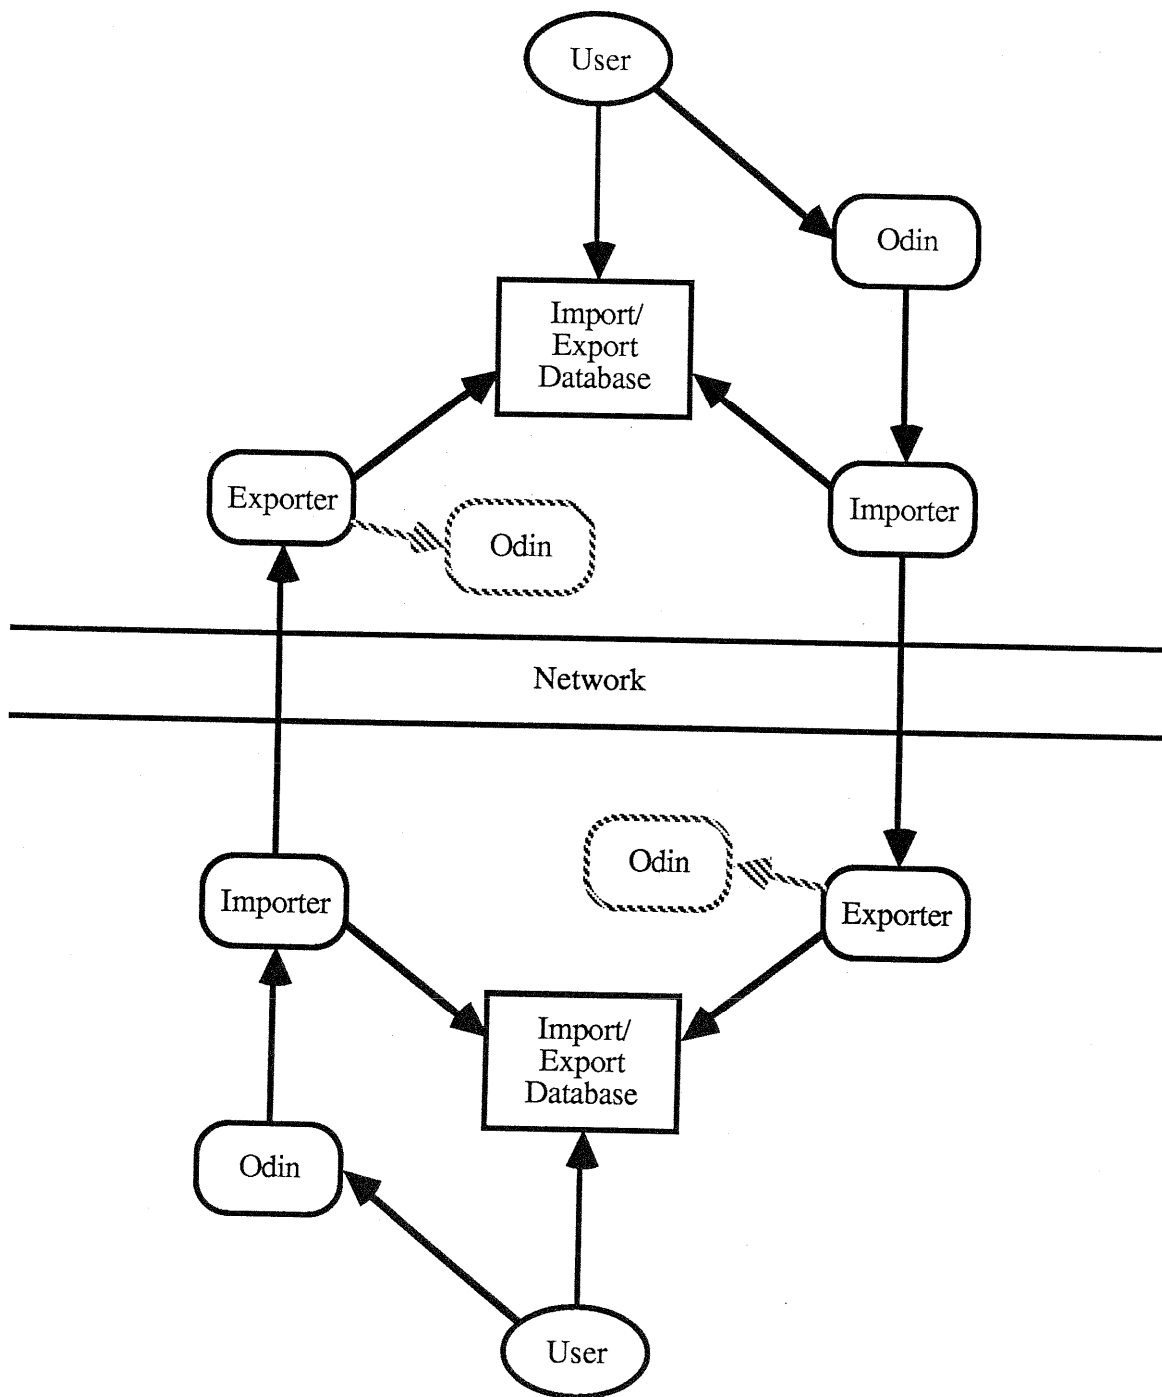 User
Odin
Import/
Export
Database
Exporter
Importer
Odin
Network
Odin
Importer
Exporter
Import/
Export
Database
Odin
User